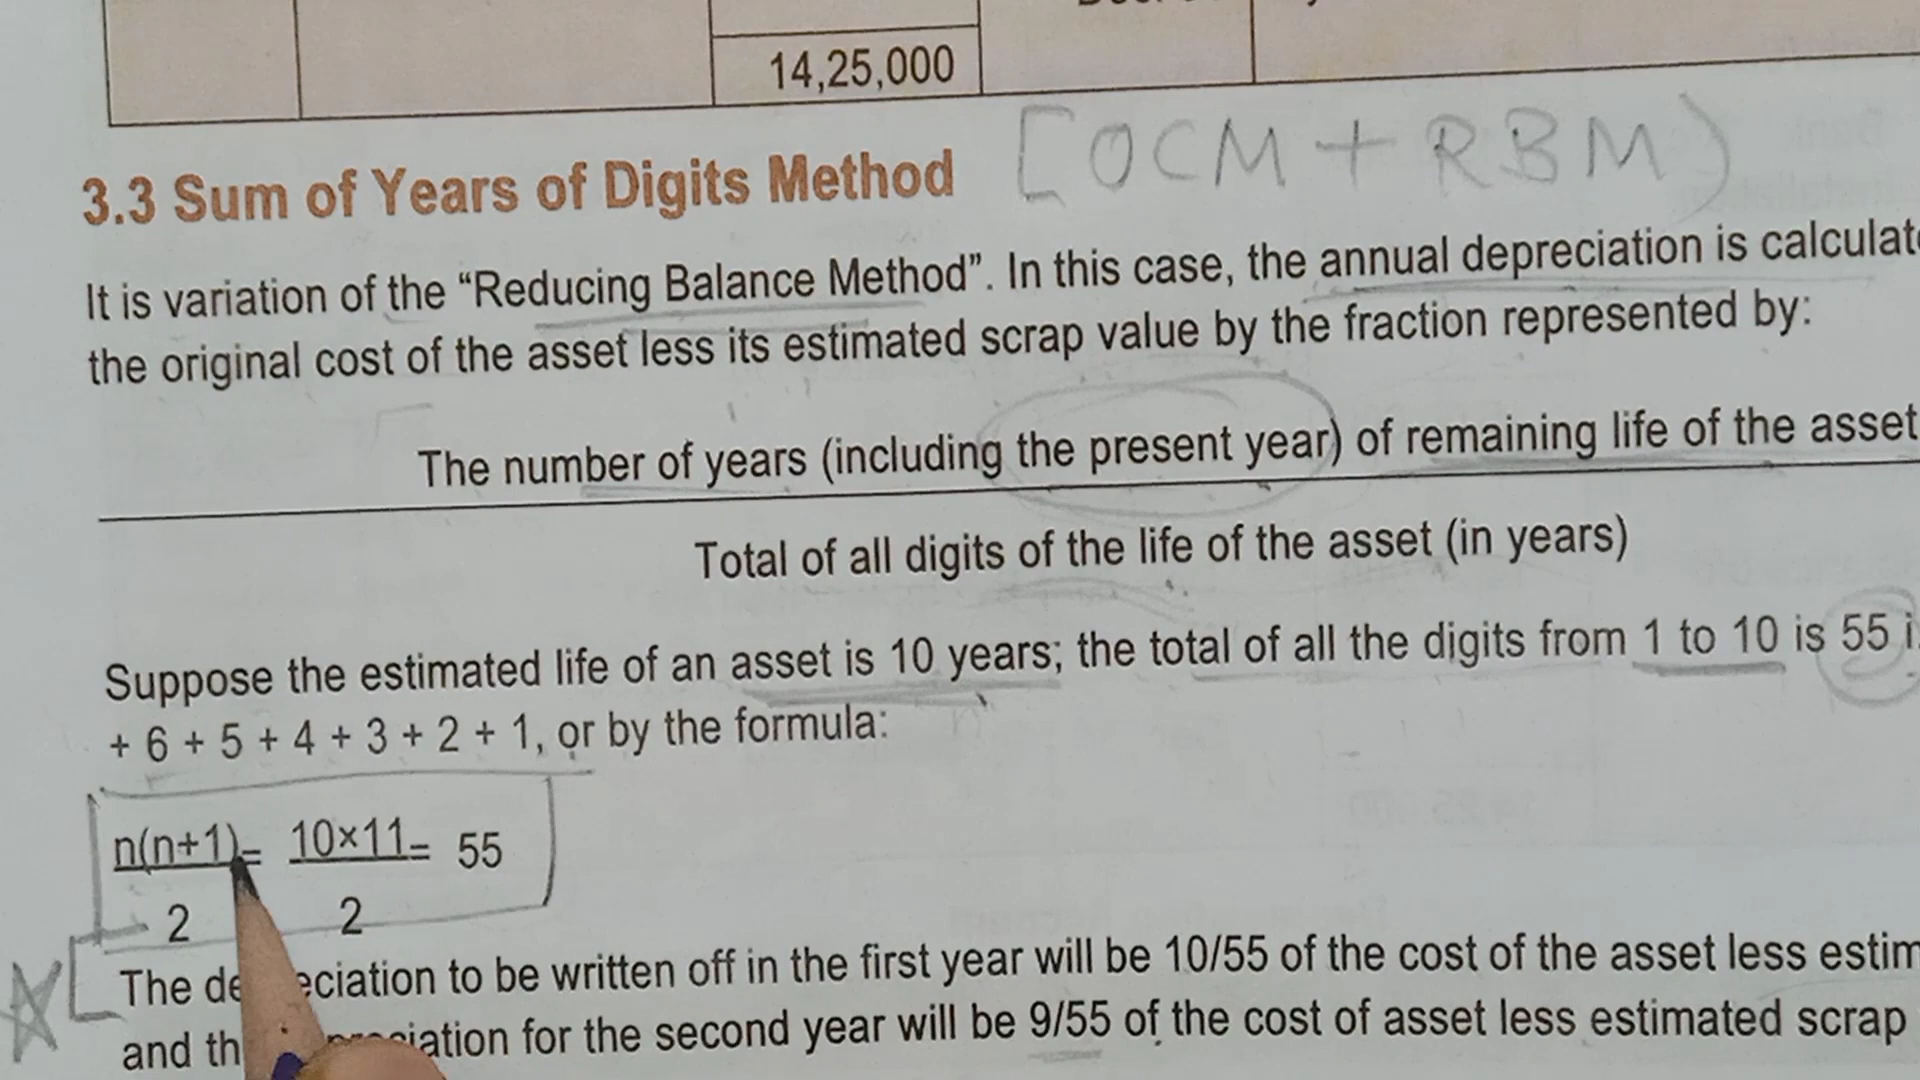 14,25,000
3.3 Sum of Years of Digits Method [OCM + RBM)
It is variation of the “Reducing Balance Method”. In this case, the annual depreciation is
the original cost of the asset less its estimated scrap value by the fraction represented by:
The number of years (including the present year) of remaining life of the asset
Total of all digits of the life of the asset (in years)
Suppose the estimated life of an asset is 10 years; the total of all the digits from 1 to 10 is 55
+ 6 + 5 + 4 + 3 + 2 + 1, or by the formula:
n(n+1) = 10×11 = 55
2 2
The to be written off in the first year will be 10/55 of the cost of the asset less
and for the second year will be 9/55 of the cost of asset less estimated scrap